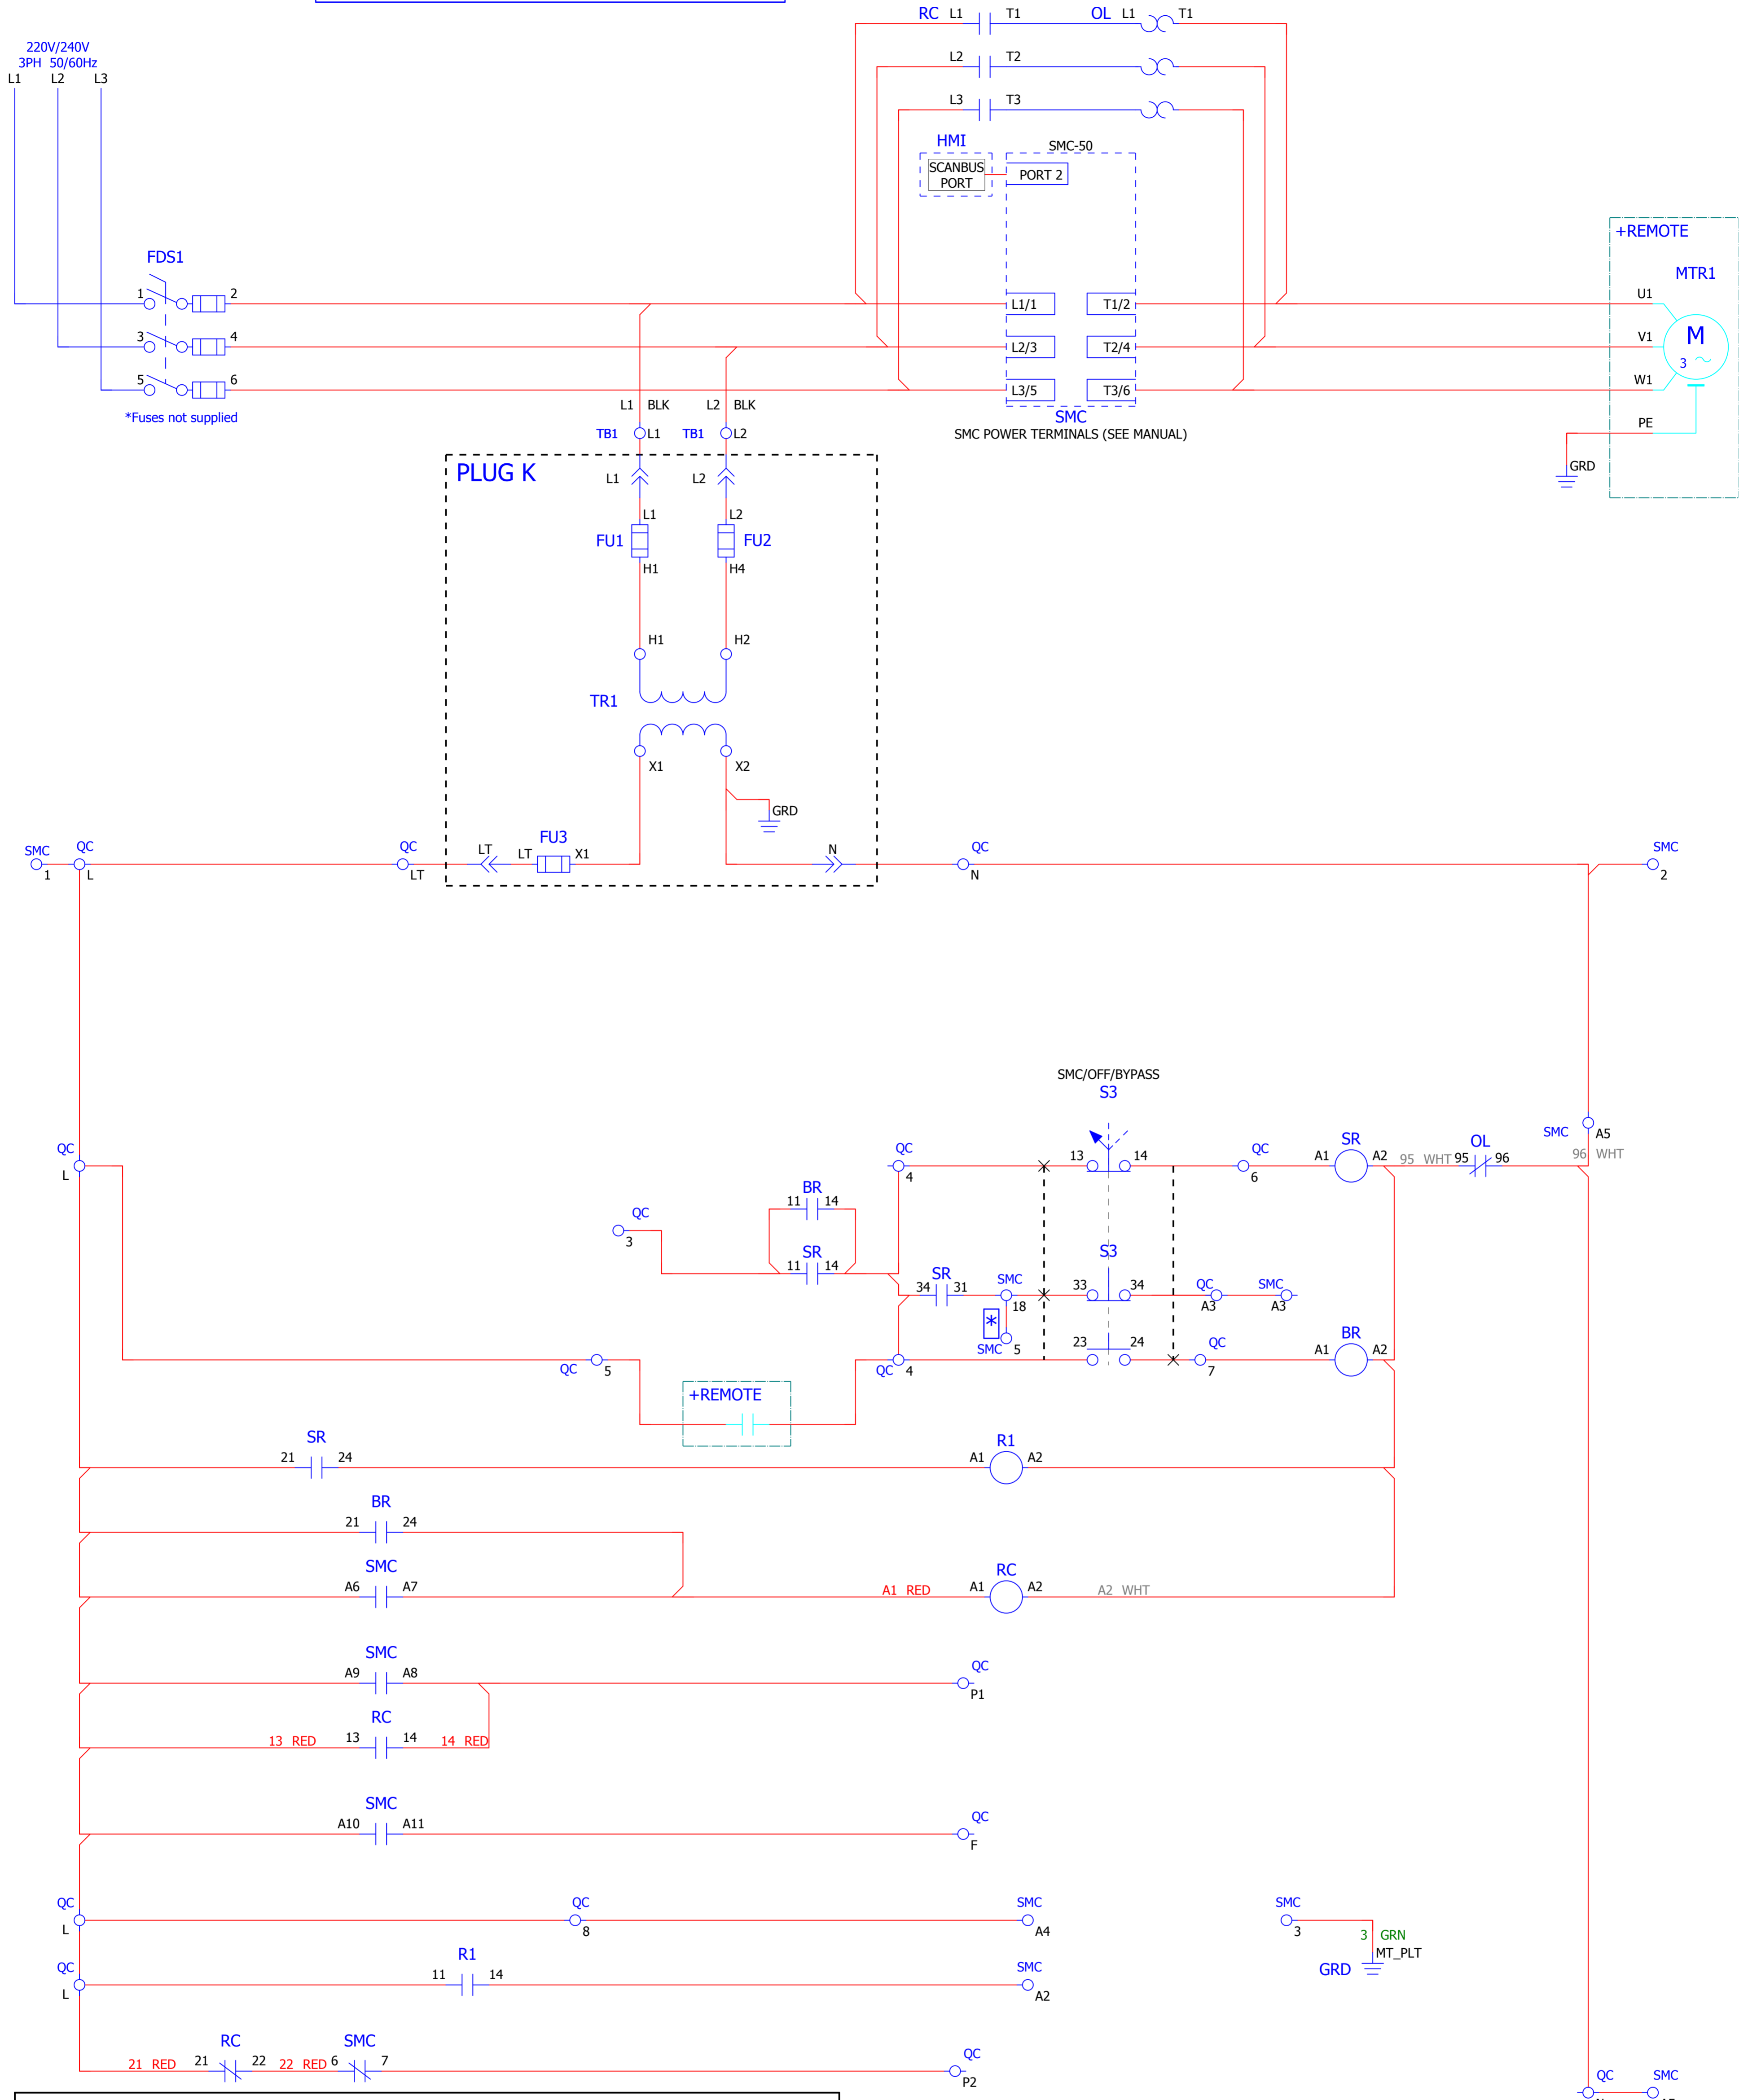 RC L1 T1 OL L1 T1
220V/240V
3PH 50/60Hz
L1 L2 L3
L2 T2
L3 T3
HMI
SMC-50
SCANBUS
PORT
PORT 2
+REMOTE
FDS1
MTR1
1 2 L1/1 T1/2 U1
3 4 L2/3 T2/4 V1
M
3
5 6 L3/5 T3/6 W1
*Fuses not supplied
L1 BLK L2 BLK
SMC
SMC POWER TERMINALS (SEE MANUAL)
TB1 L1 TB1 L2
PE
GRD
PLUG K
L1 L2
L1 L2
FU1 FU2
H1 H4
H1 H2
TR1
X1 X2
GRD
SMC QC QC FU3 N QC SMC
LT LT X1
1 L LT N 2
SMC/OFF/BYPASS
S3
SMC A5
QC QC 13 14 QC SR OL
A1 A2 95 WHT 95 96 96 WHT
L 4 6
BR
11 14
QC
3
SR
11 14
S3
SR
34 31 SMC 33 34 QC SMC
18 A3 A3
*
SMC 5 23 24 QC BR
A1 A2
QC 5 QC 4 7
+REMOTE
SR R1
21 24 A1 A2
BR
21 24
SMC RC
A6 A7 A1 RED A1 A2 A2 WHT
SMC
A9 A8 QC
P1
RC
13 RED 13 14 14 RED
SMC
A10 A11 QC
F
QC QC SMC SMC
L 8 A4 3
3 GRN
MT_PLT
GRD
QC R1 SMC
11 14
L A2
RC SMC
21 RED 21 22 22 RED 6 7 QC
P2
QC SMC